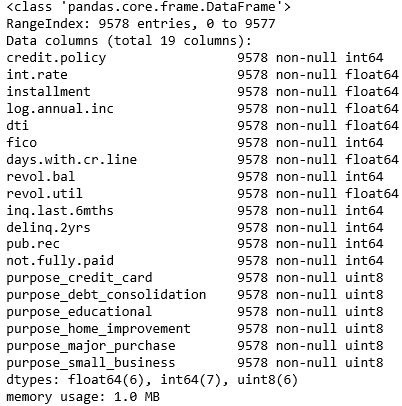 <class 'pandas.core.frame.DataFrame'>
RangeIndex: 9578 entries, 0 to 9577
Data columns (total 19 columns):
credit.policy                 9578 non-null int64
int.rate                      9578 non-null float64
installment                   9578 non-null float64
log.annual.inc                9578 non-null float64
dti                           9578 non-null float64
fico                          9578 non-null int64
days.with.cr.line             9578 non-null float64
revol.bal                     9578 non-null int64
revol.util                    9578 non-null float64
inq.last.6mths                9578 non-null int64
delinq.2yrs                   9578 non-null int64
pub.rec                       9578 non-null int64
not.fully.paid                9578 non-null int64
purpose_credit_card           9578 non-null uint8
purpose_debt_consolidation    9578 non-null uint8
purpose_educational           9578 non-null uint8
purpose_home_improvement      9578 non-null uint8
purpose_major_purchase        9578 non-null uint8
purpose_small_business        9578 non-null uint8
dtypes: float64(6), int64(7), uint8(6)
memory usage: 1.0 MB